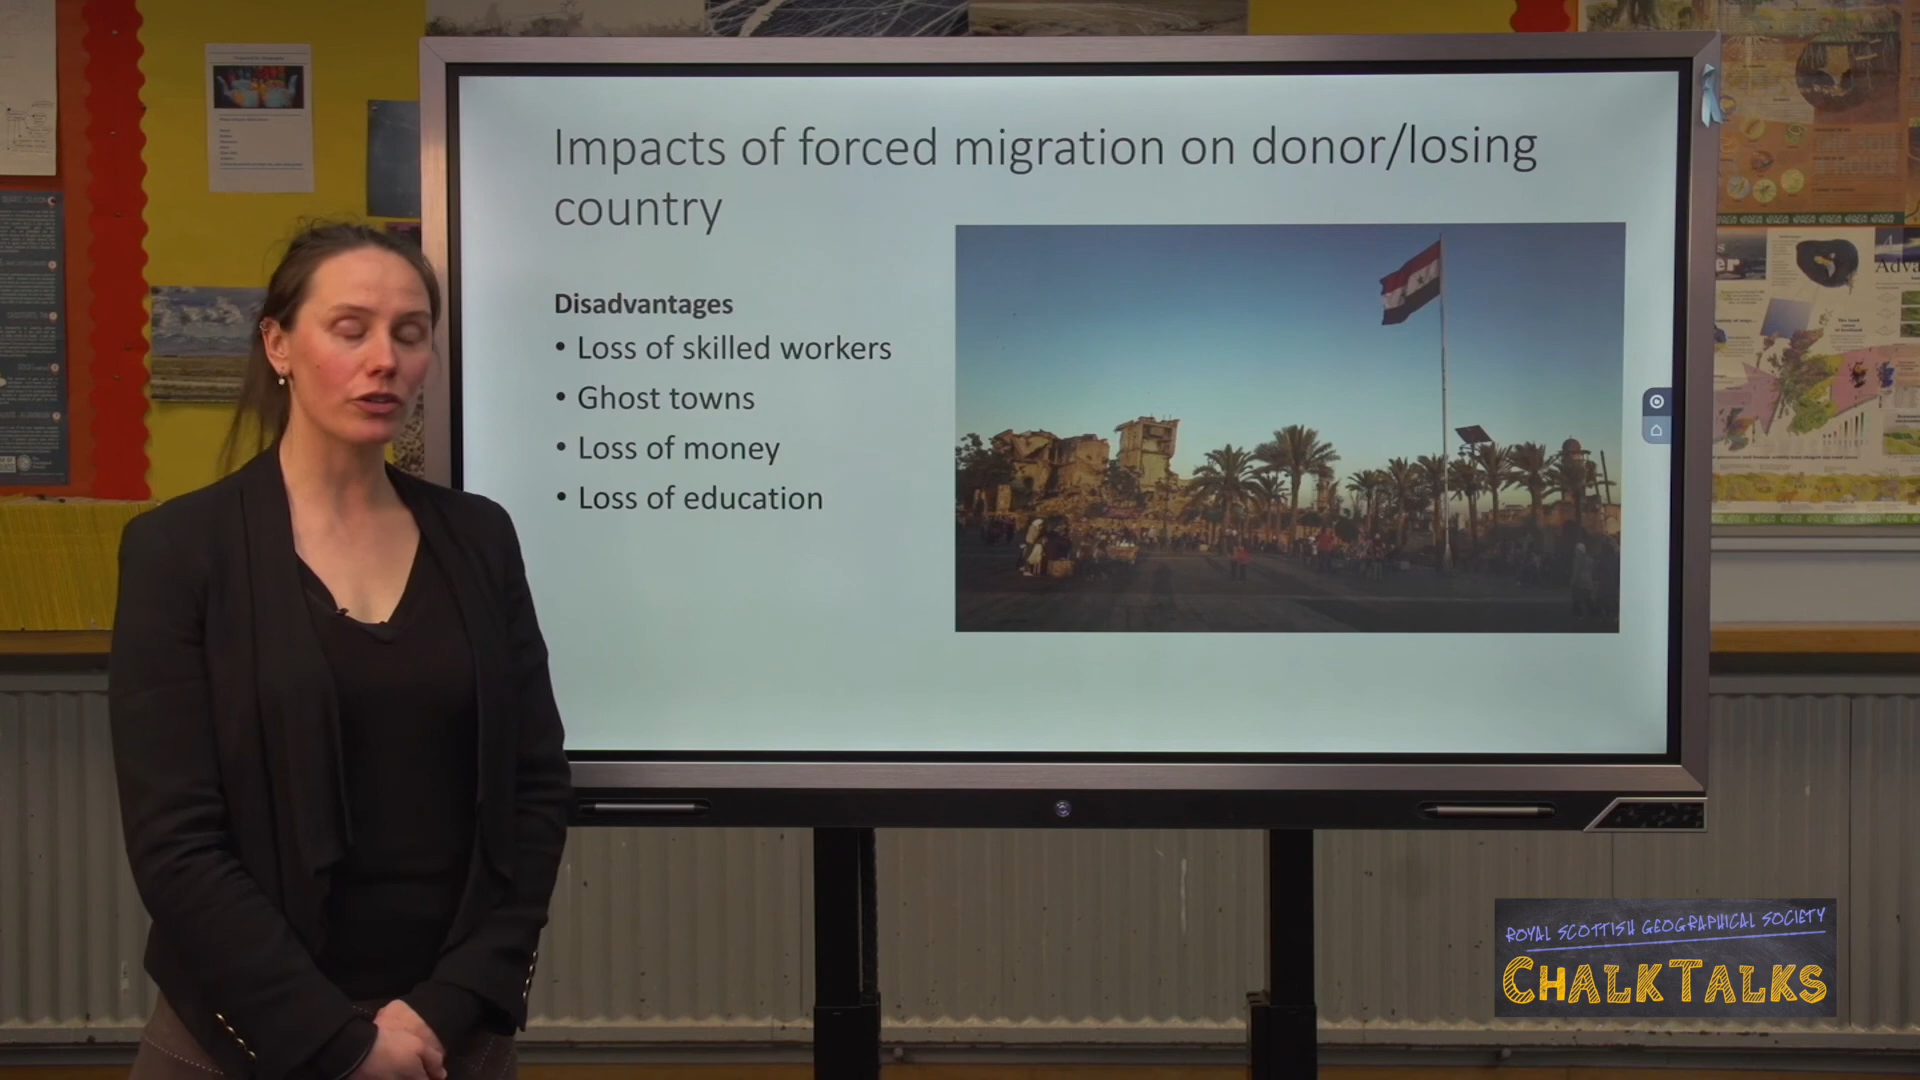 Impacts of forced migration on donor/losing
country
Disadvantages
• Loss of skilled workers
• Ghost towns
• Loss of money
• Loss of education
ROYAL SCOTTISH GEOGRAPHICAL SOCIETY
CHALKTALKS